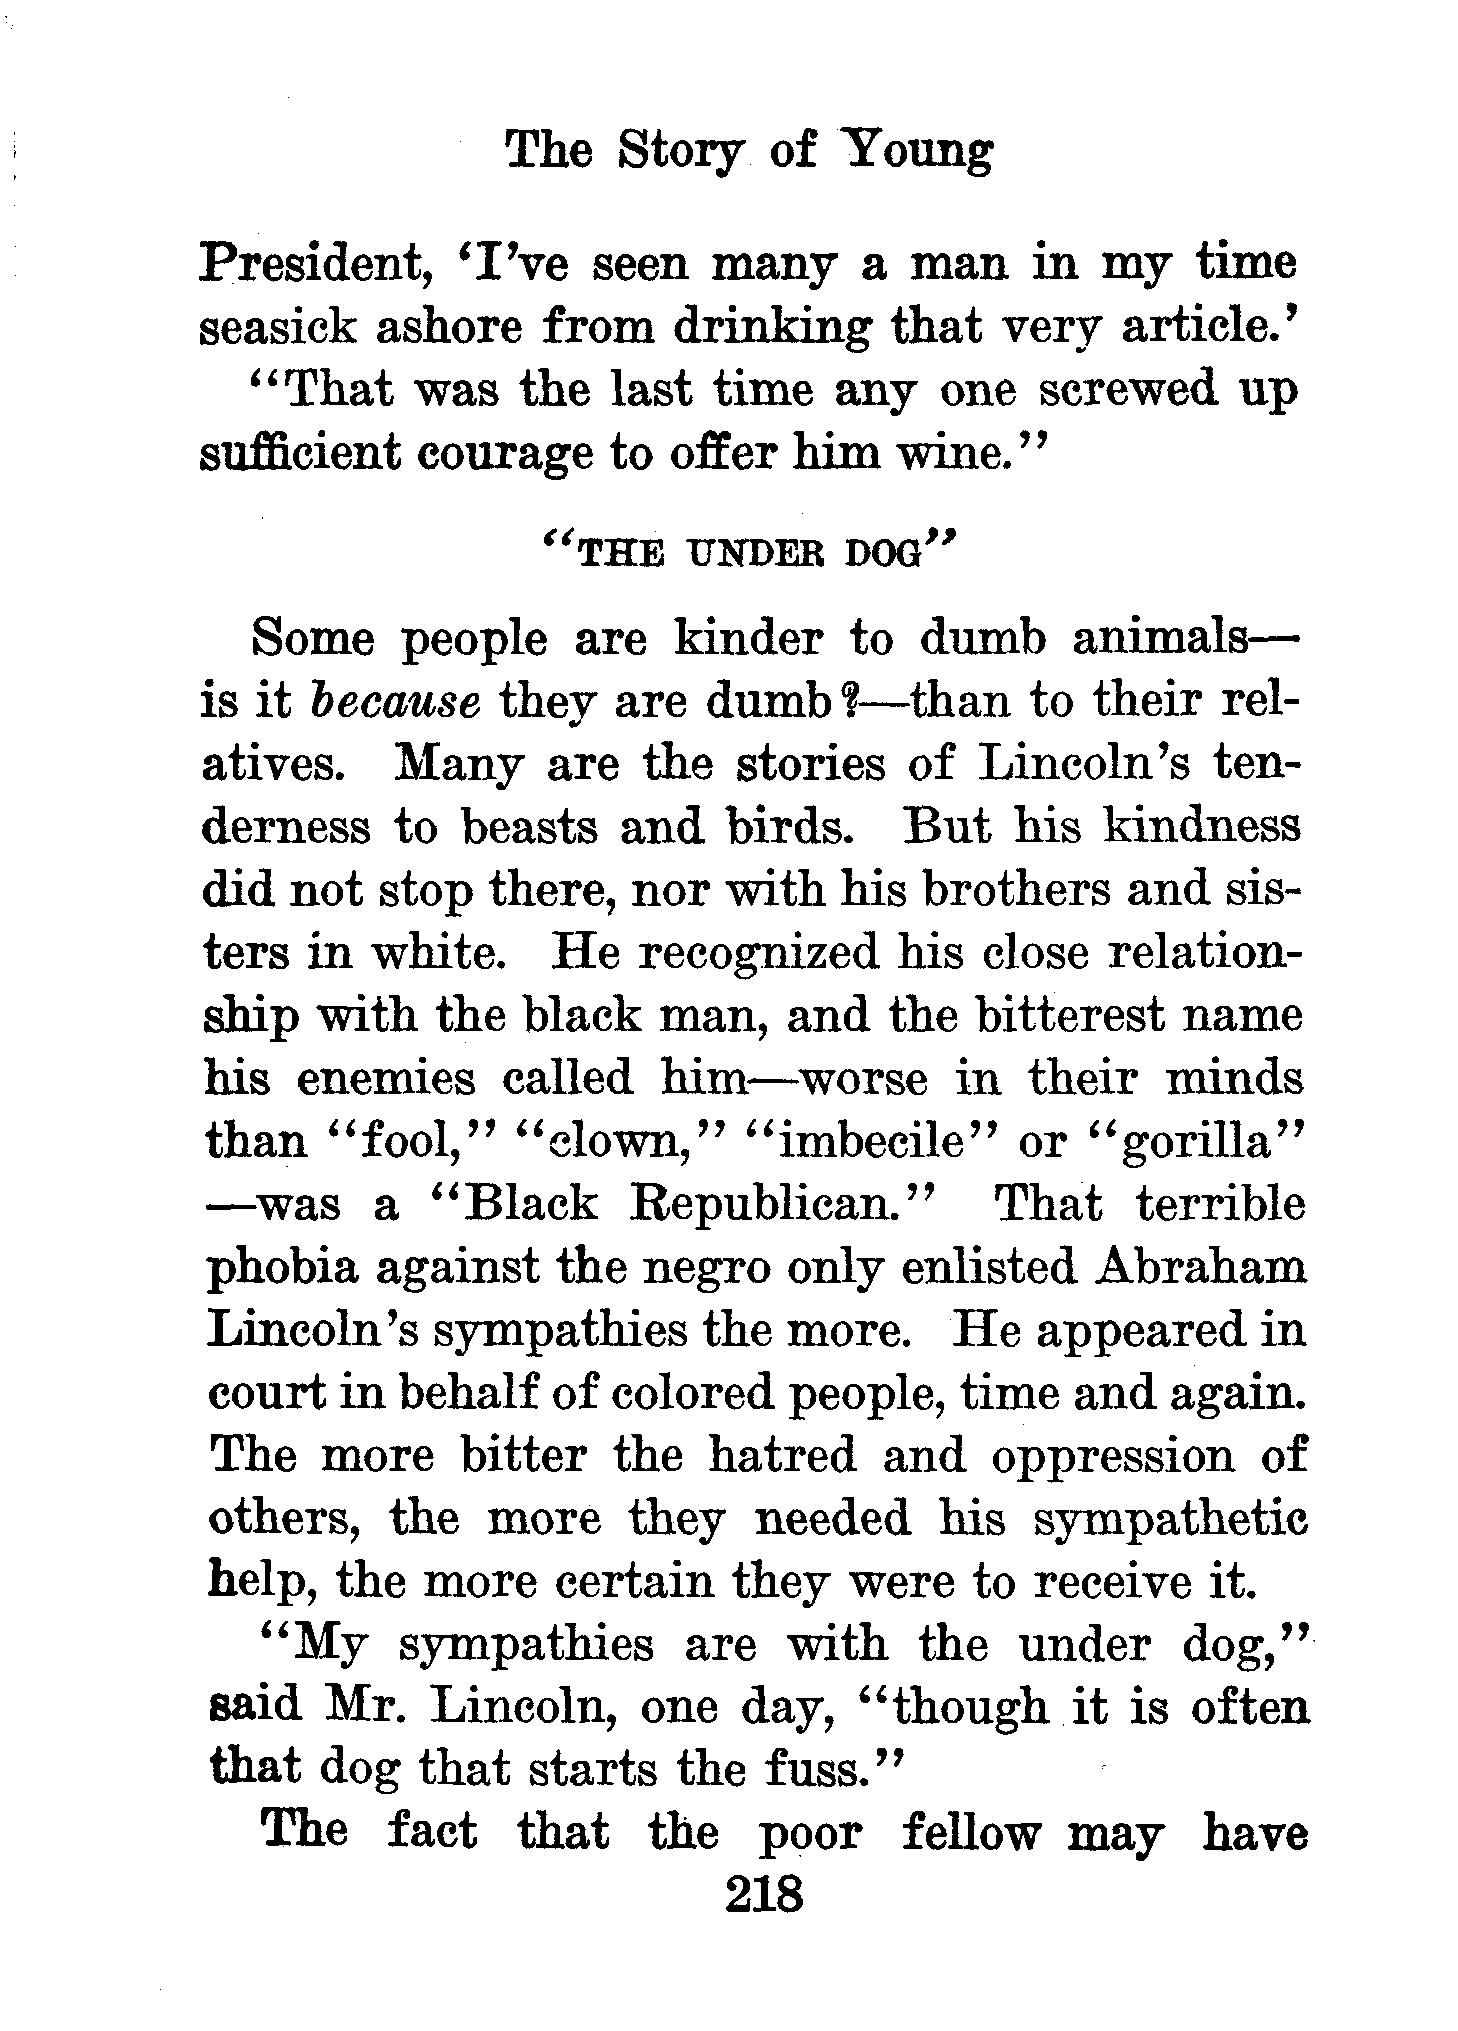 The Story of Young
President, ‘I’ve seen many a man in my time
seasick ashore from drinking that very article.’
“That was the last time any one screwed up
sufficient courage to offer him wine.”
“THE UNDER DOG”
Some people are kinder to dumb animals—
is it because they are dumb?—than to their rel-
atives. Many are the stories of Lincoln’s ten-
derness to beasts and birds. But his kindness
did not stop there, nor with his brothers and sis-
ters in white. He recognized his close relation-
ship with the black man, and the bitterest name
his enemies called him—worse in their minds
than “fool,” “clown,” “imbecile” or “gorilla”
—was a “Black Republican.” That terrible
phobia against the negro only enlisted Abraham
Lincoln’s sympathies the more. He appeared in
court in behalf of colored people, time and again.
The more bitter the hatred and oppression of
others, the more they needed his sympathetic
help, the more certain they were to receive it.
“My sympathies are with the under dog,”
said Mr. Lincoln, one day, “though it is often
that dog that starts the fuss.”
The fact that the poor fellow may have
218